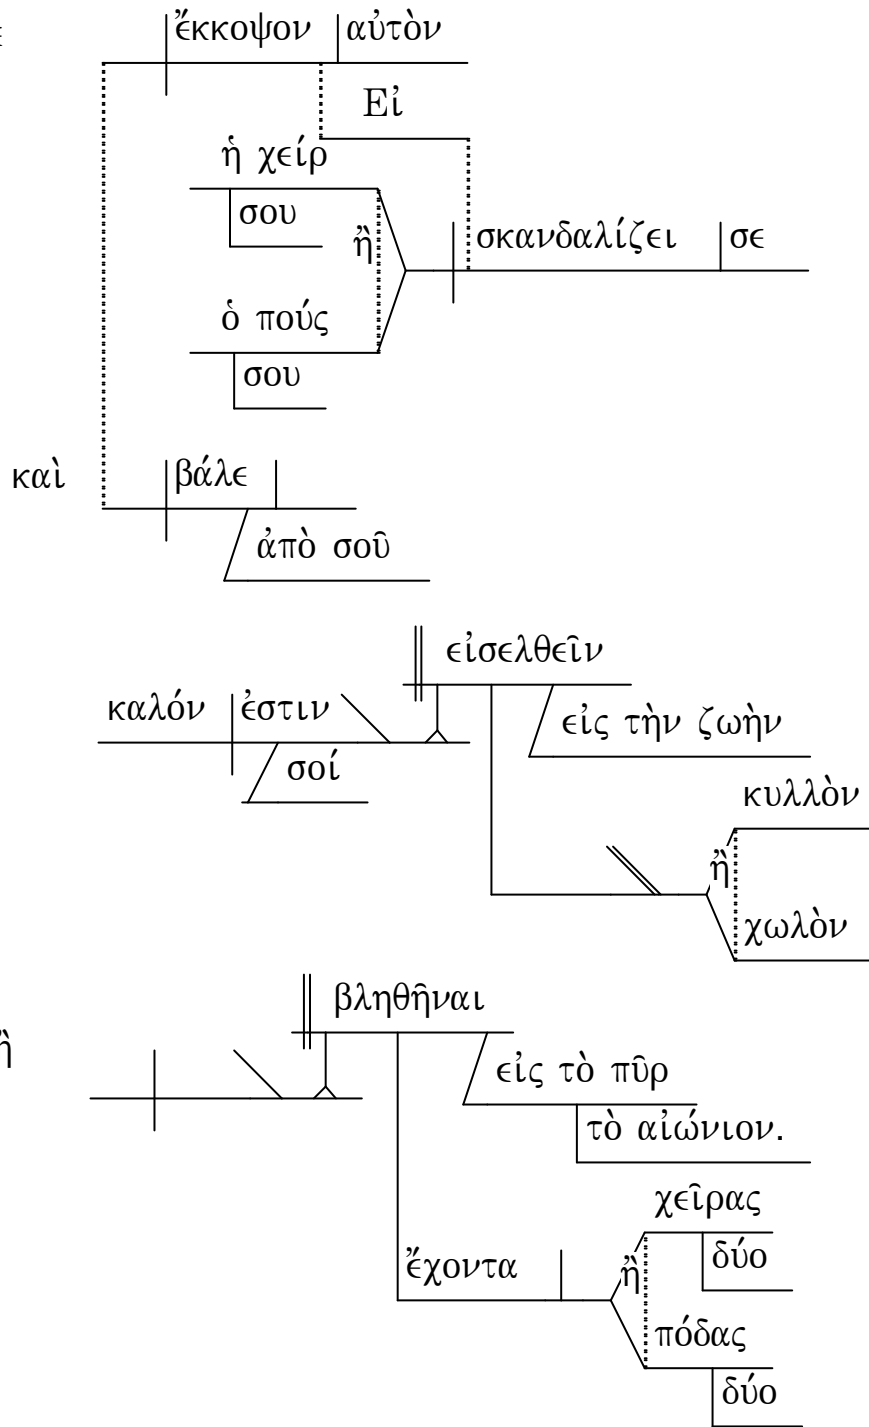 ἔκκοψον αὐτὸν
Εἰ
ἡ χείρ
σου
ἢ
σκανδαλίζει σε
ὁ πούς
σου
καὶ
βάλε
ἀπὸ σοῦ
εἰσελθεῖν
καλόν ἐστιν
εἰς τὴν ζωὴν
σοί
κυλλὸν
ἢ
χωλὸν
βληθῆναι
ἢ
εἰς τὸ πῦρ
τὸ αἰώνιον.
χεῖρας
δύο
ἔχοντα
ἢ
πόδας
δύο